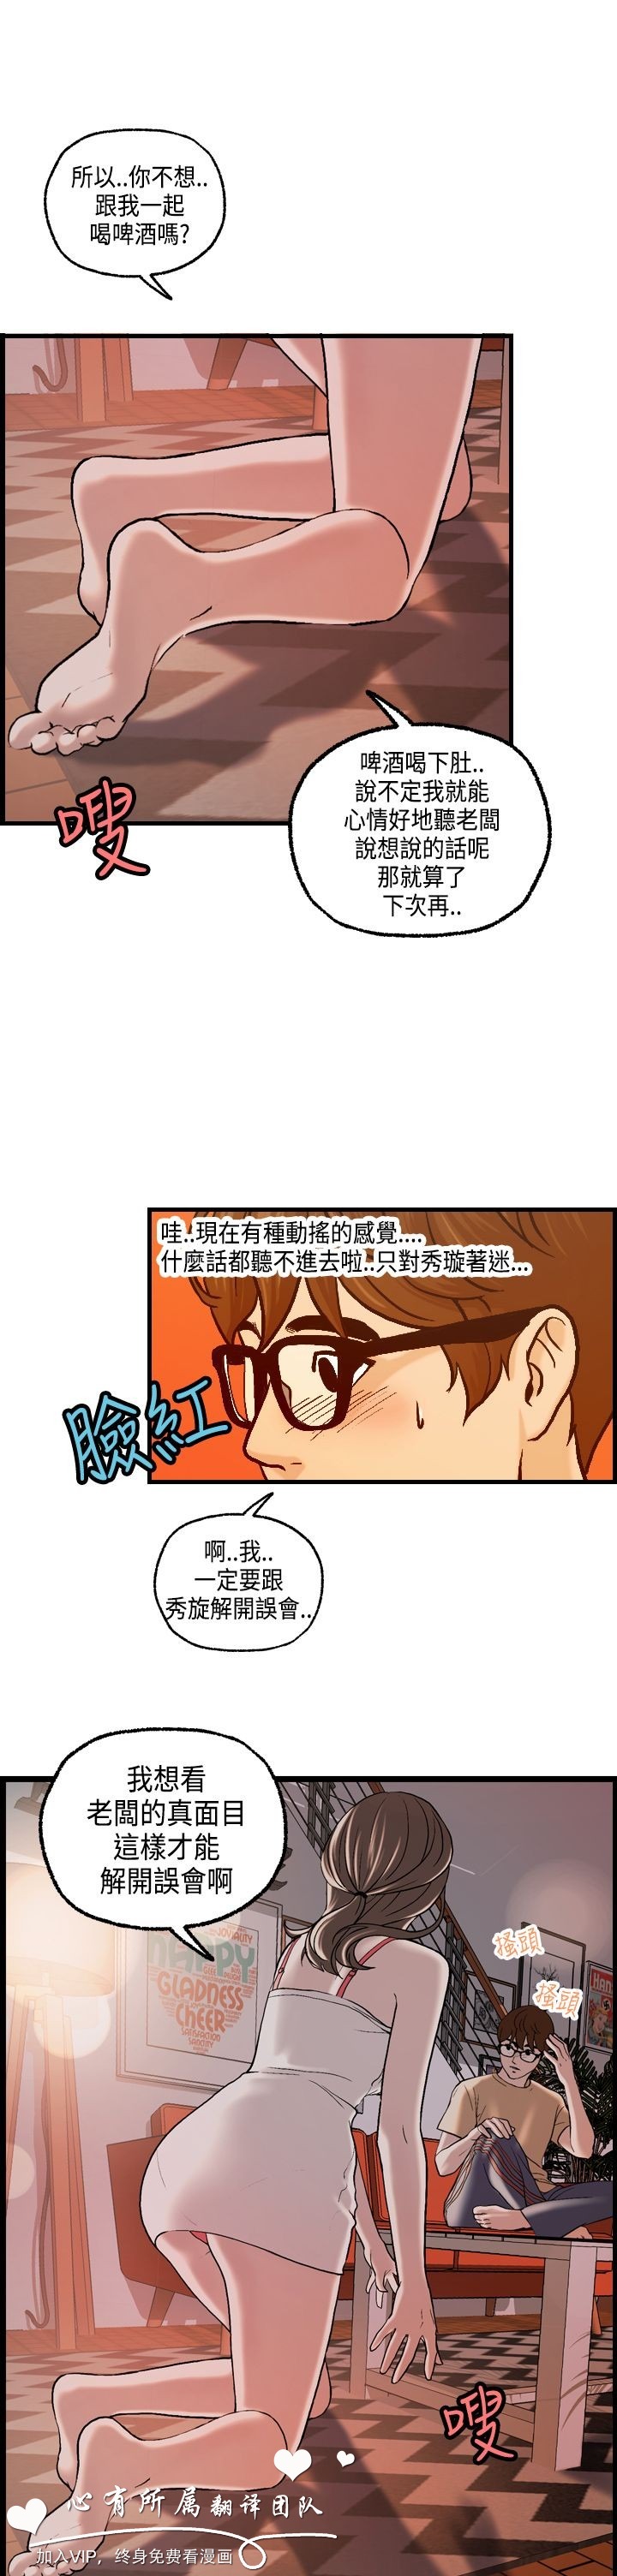 所以..你不想..
跟我一起
喝啤酒嗎?
啤酒喝下肚..
說不定我就能
心情好地聽老闆
說想說的話呢
那就算了
下次再..
嗖
哇..現在有種動搖的感覺....
什麼話都聽不進去啦..只對秀璇著迷...
臉紅
啊..我..
一定要跟
秀旋解開誤會..
我想看
老闆的真面目
這樣才能
解開誤會啊
JOVIALITY
HAPPY
GLADNESS
CHEER
SATISFACTION
SANCITY
搔頭
搔頭
嗖
心有所属翻译团队
加入VIP，终身免费看漫画